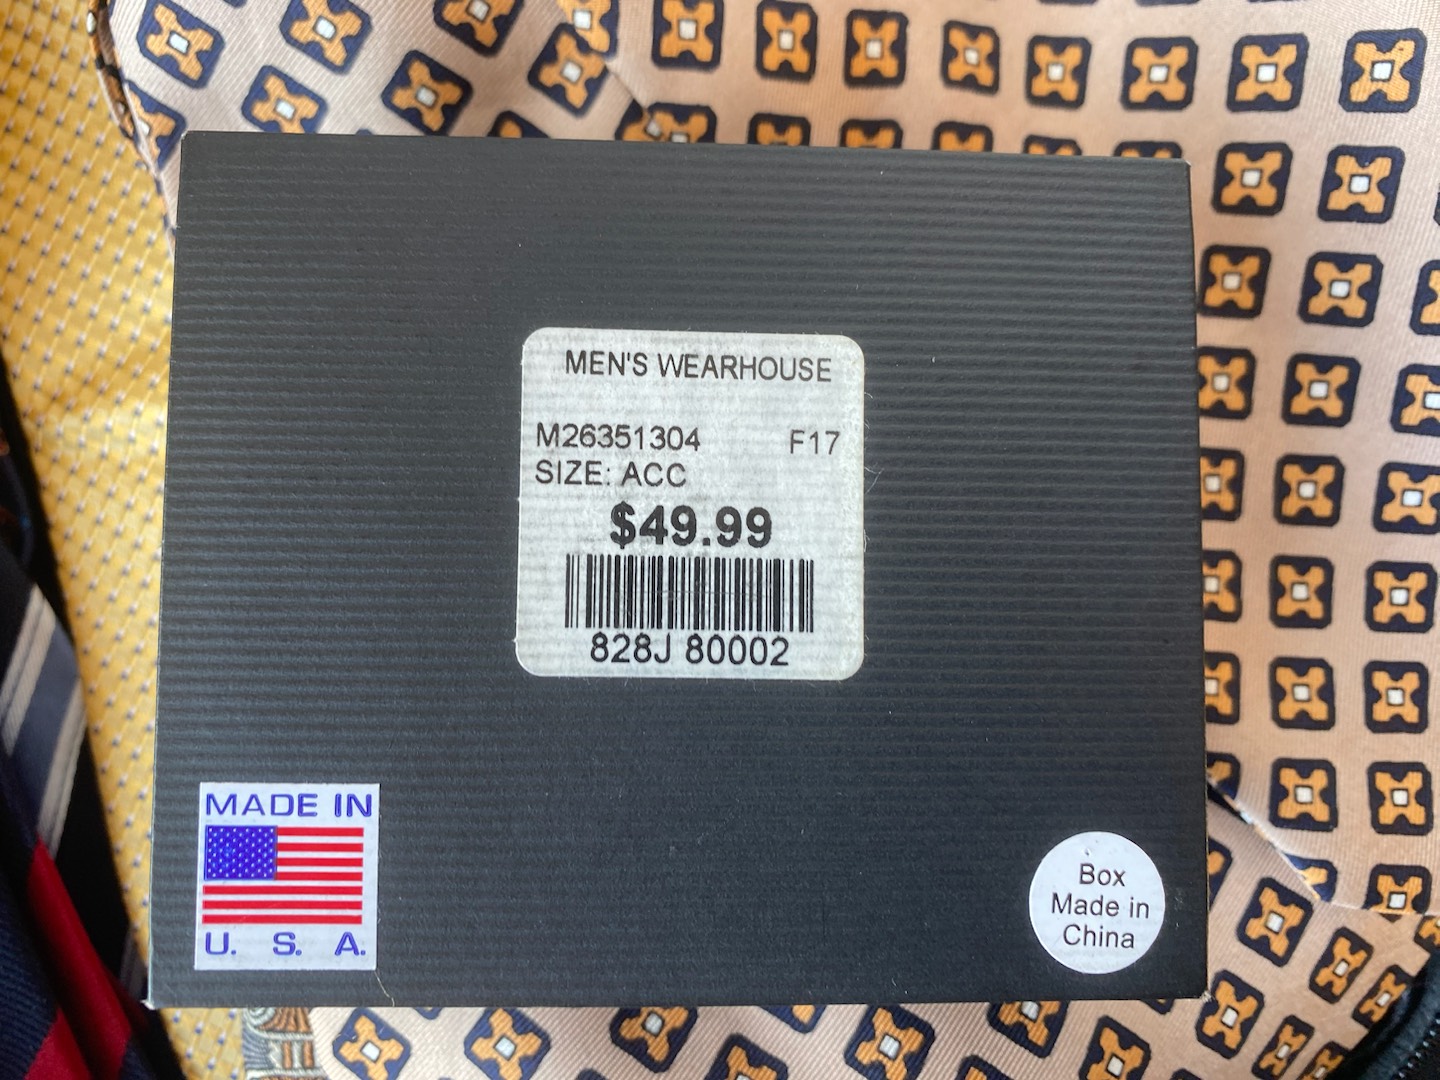 MEN'S WEARHOUSE
M26351304 F17
SIZE: ACC
$49.99
828J 80002
MADE IN
U. S. A.
Box
Made in
China